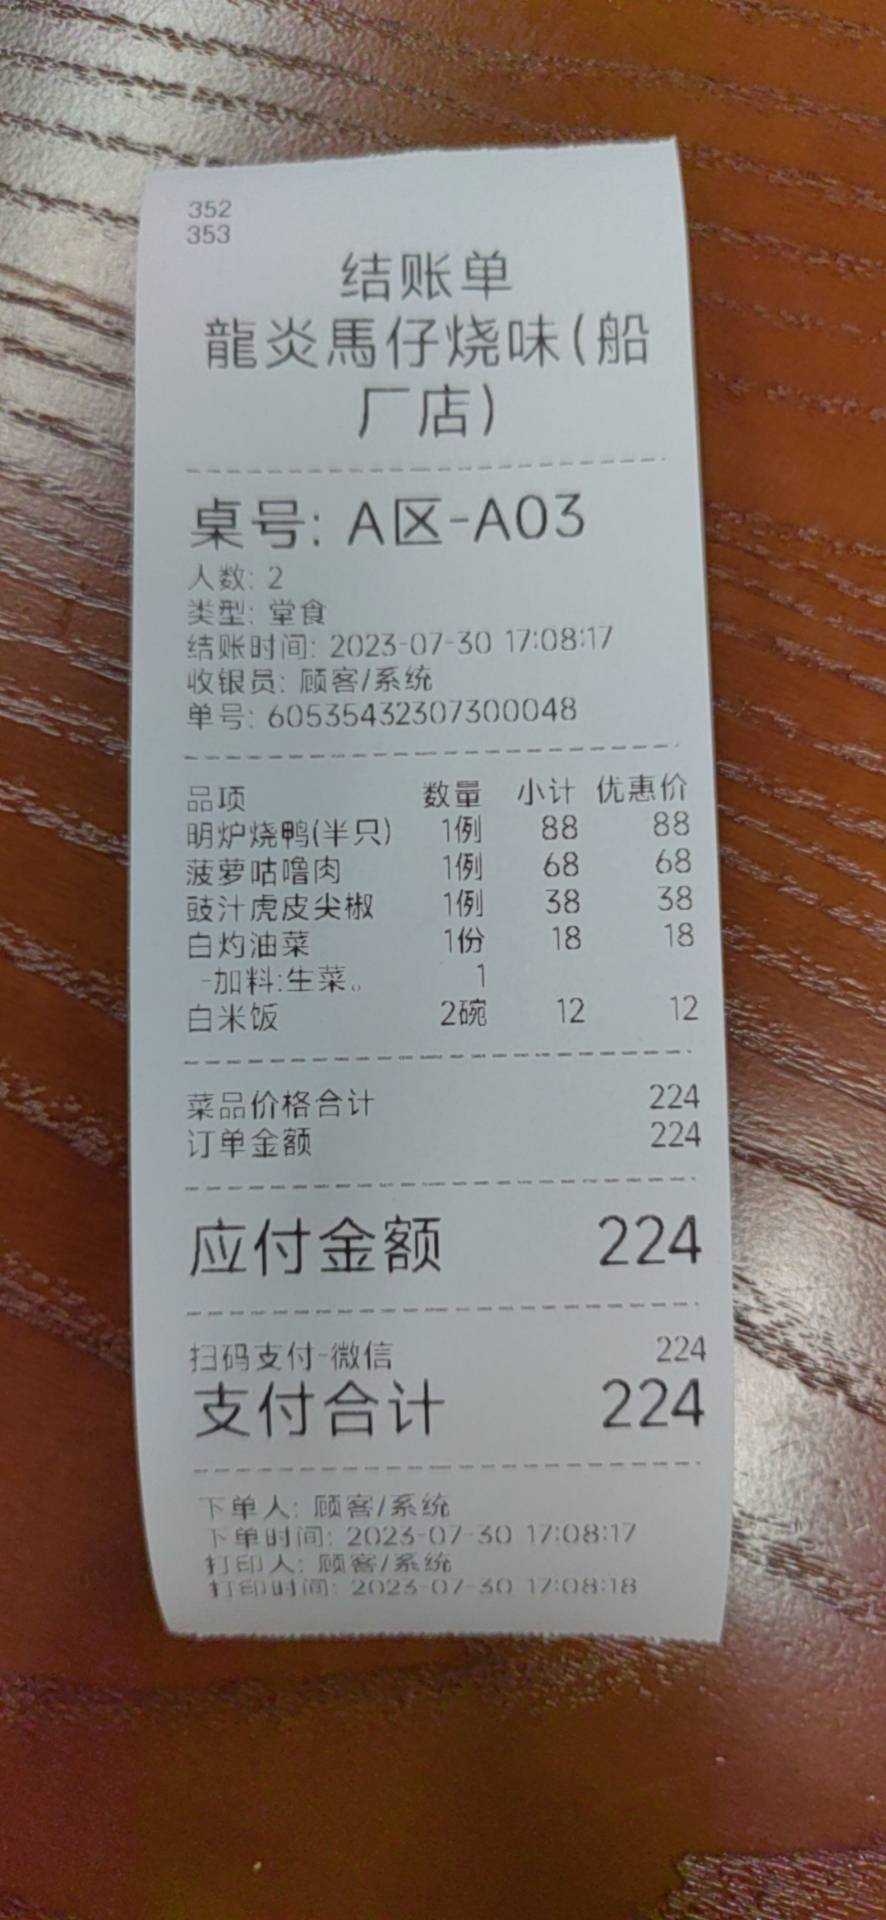 352
353
结账单
龍炎馬仔烧味(船
厂店)
桌号: A区-A03
人数: 2
类型: 堂食
结账时间: 2023-07-30 17:08:17
收银员: 顾客/系统
单号: 60535432307300048
品项 数量 小计 优惠价
明炉烧鸭(半只) 1例 88 88
菠萝咕噜肉 1例 68 68
豉汁虎皮尖椒 1例 38 38
白灼油菜 1份 18 18
-加料:生菜。 1
白米饭 2碗 12 12
菜品价格合计 224
订单金额 224
应付金额 224
扫码支付-微信 224
支付合计 224
下单人: 顾客/系统
下单时间: 2023-07-30 17:08:17
打印人: 顾客/系统
打印时间: 2023-07-30 17:08:18